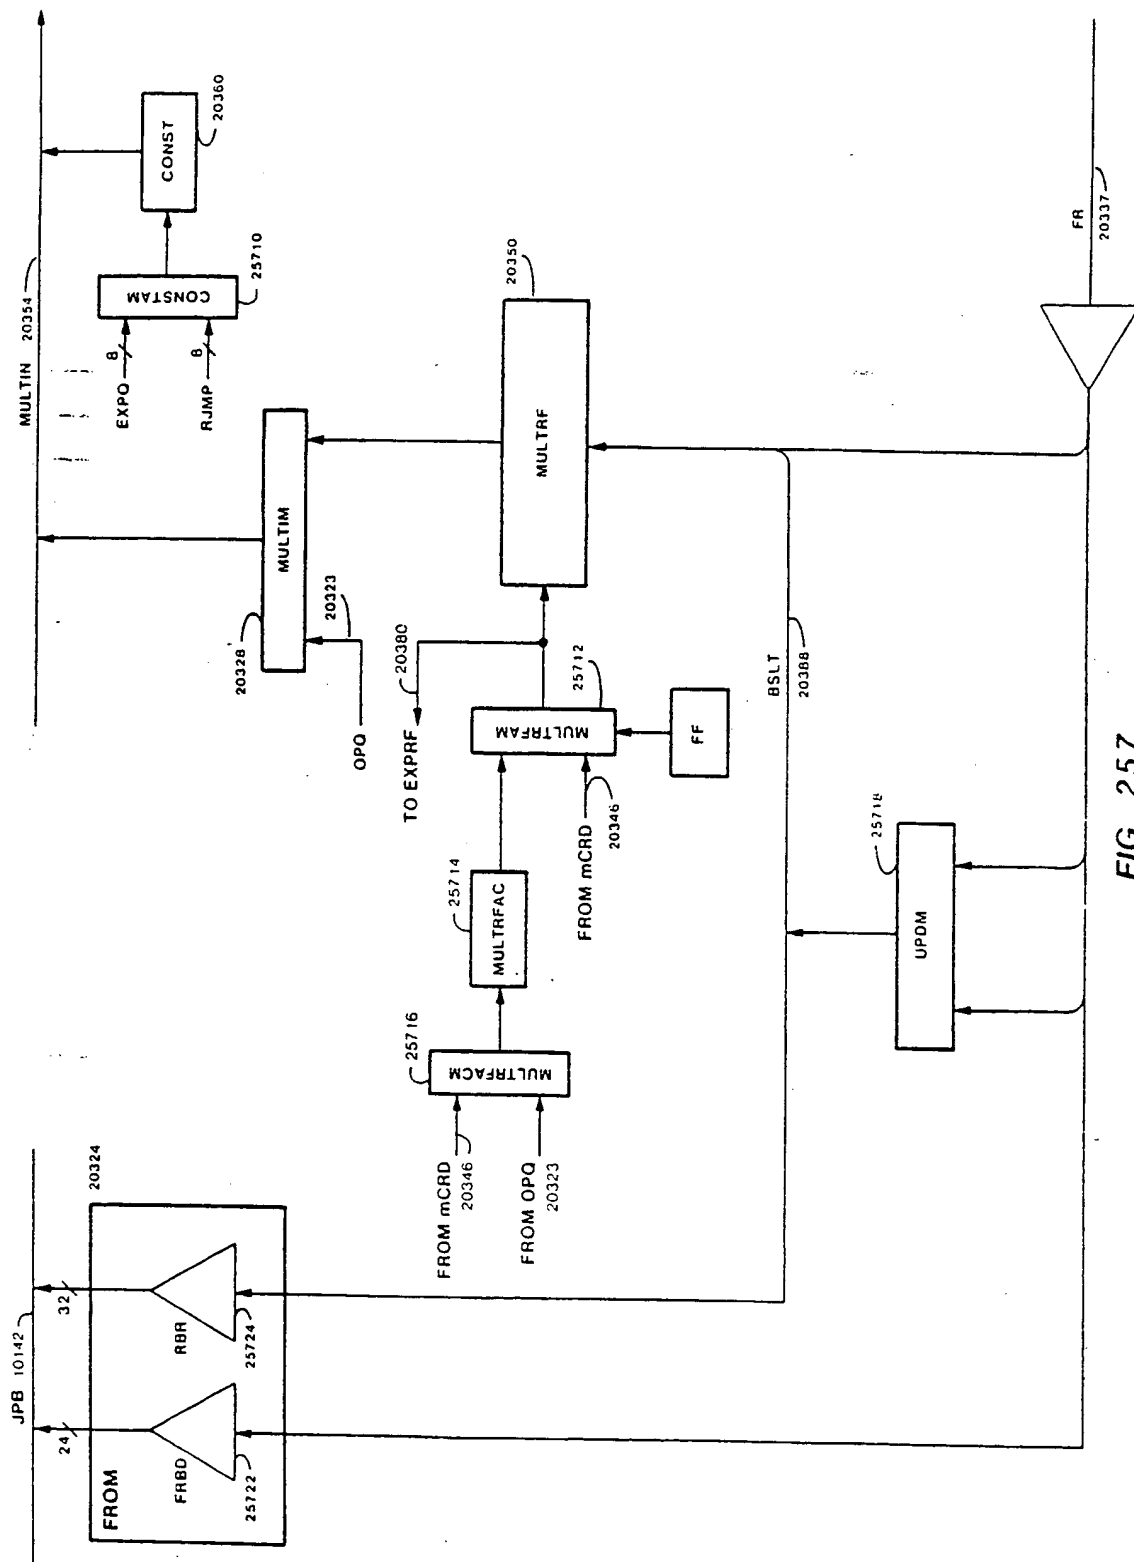 MULTIN 20354
EXPQ
8
RJMP
8
CONSTAM
25710
CONST
20360
20328
MULTIM
20323
OPQ
20350
MULTRF
TO EXPRF
20380
25712
MULTRFAM
FF
FROM mCRD
20346
25714
MULTRFAC
25716
MULTRFACM
FROM mCRD
20346
FROM OPQ
20323
BSLT
20388
FR
20337
25718
UPDM
JPB 10142
20324
24
32
FROM
FRBD
25722
RBR
25724
FIG. 257